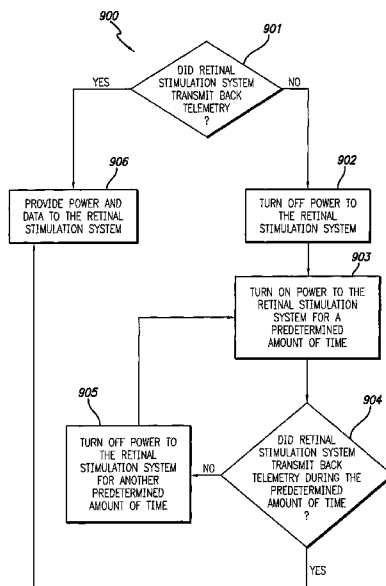 900
901
DID RETINAL
STIMULATION SYSTEM
TRANSMIT BACK
TELEMETRY
?
YES
NO
906
PROVIDE POWER AND
DATA TO THE RETINAL
STIMULATION SYSTEM
902
TURN OFF POWER TO
THE RETINAL
STIMULATION SYSTEM
903
TURN ON POWER TO THE
RETINAL STIMULATION
SYSTEM FOR A
PREDETERMINED
AMOUNT OF TIME
904
DID RETINAL
STIMULATION SYSTEM
TRANSMIT BACK
TELEMETRY DURING THE
PREDETERMINED
AMOUNT OF TIME
?
905
TURN OFF POWER TO
THE RETINAL
STIMULATION SYSTEM
FOR ANOTHER
PREDETERMINED
AMOUNT OF TIME
NO
YES